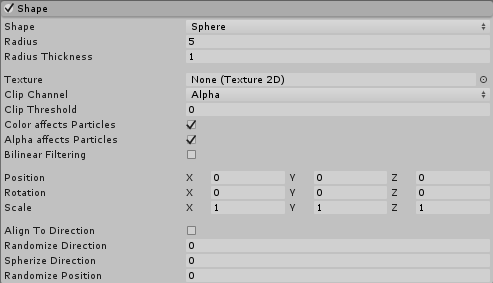 Shape
Shape Sphere
Radius 5
Radius Thickness 1
Texture None (Texture 2D)
Clip Channel Alpha
Clip Threshold 0
Color affects Particles
Alpha affects Particles
Bilinear Filtering
Position X 0 Y 0 Z 0
Rotation X 0 Y 0 Z 0
Scale X 1 Y 1 Z 1
Align To Direction
Randomize Direction 0
Spherize Direction 0
Randomize Position 0